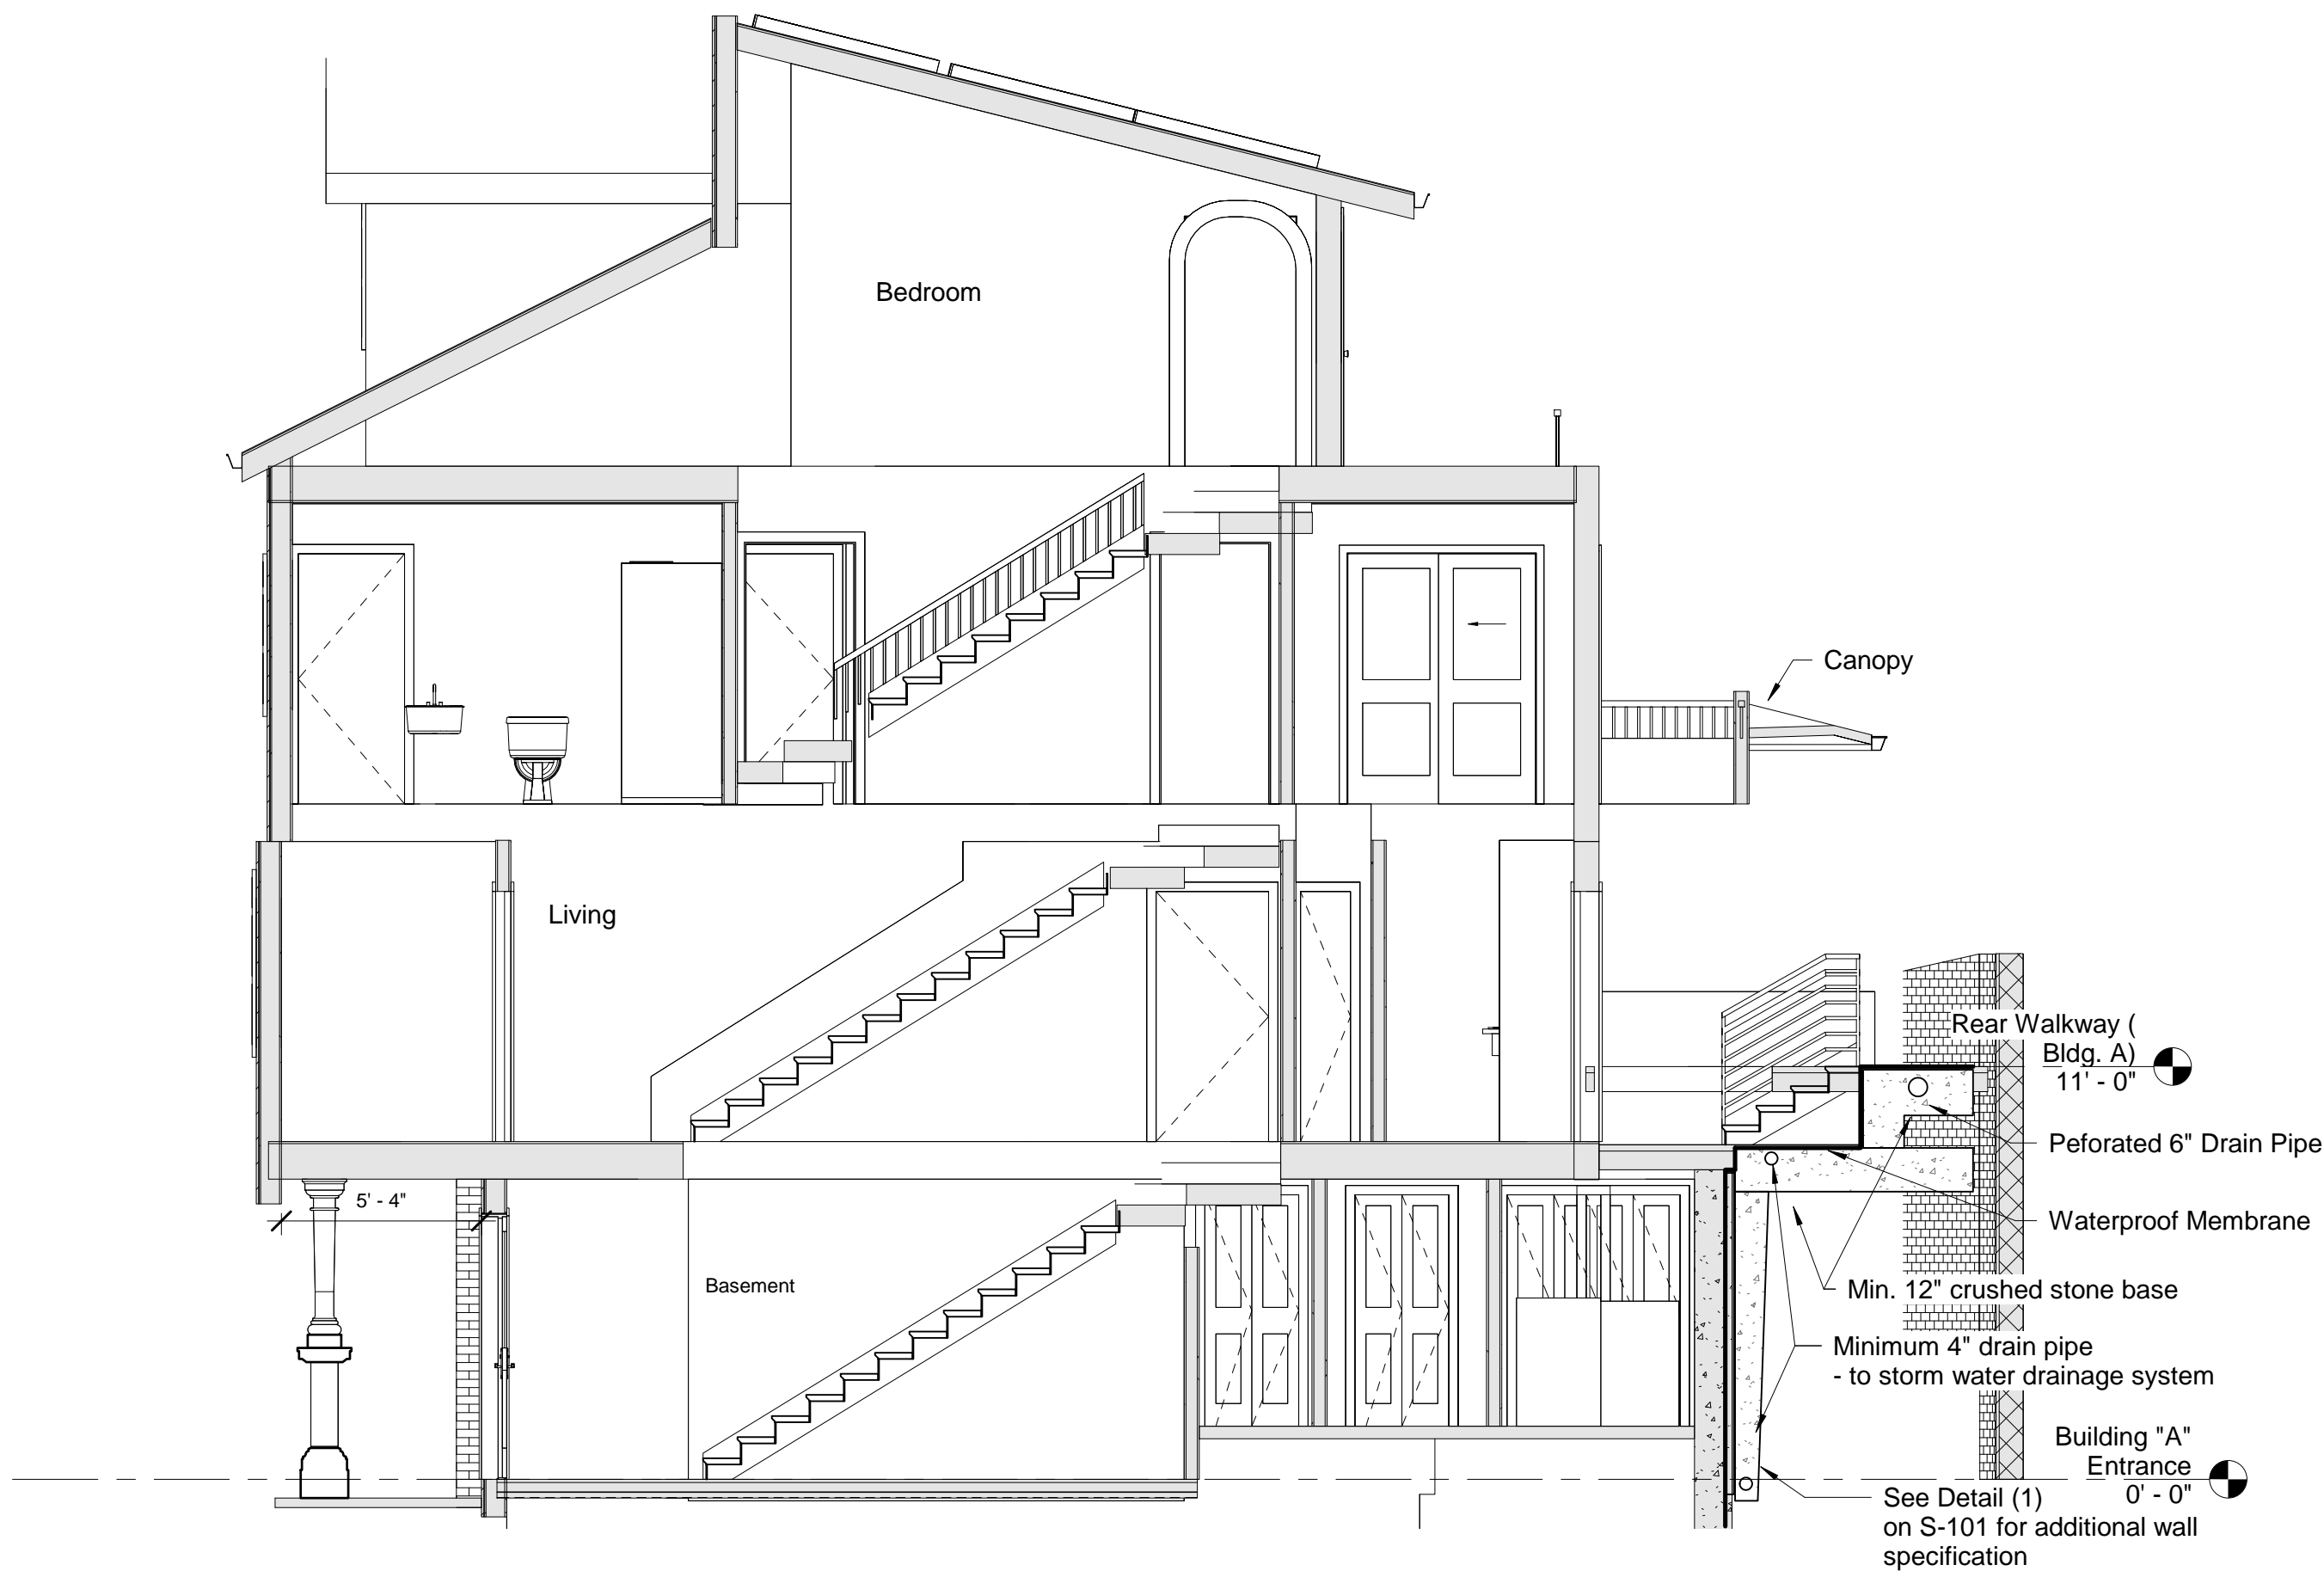 Bedroom
Canopy
Living
Rear Walkway (
Bldg. A)
11' - 0"
Peforated 6" Drain Pipe
5' - 4"
Waterproof Membrane
Basement
Min. 12" crushed stone base
Minimum 4" drain pipe
- to storm water drainage system
Building "A"
Entrance
0' - 0"
See Detail (1)
on S-101 for additional wall
specification